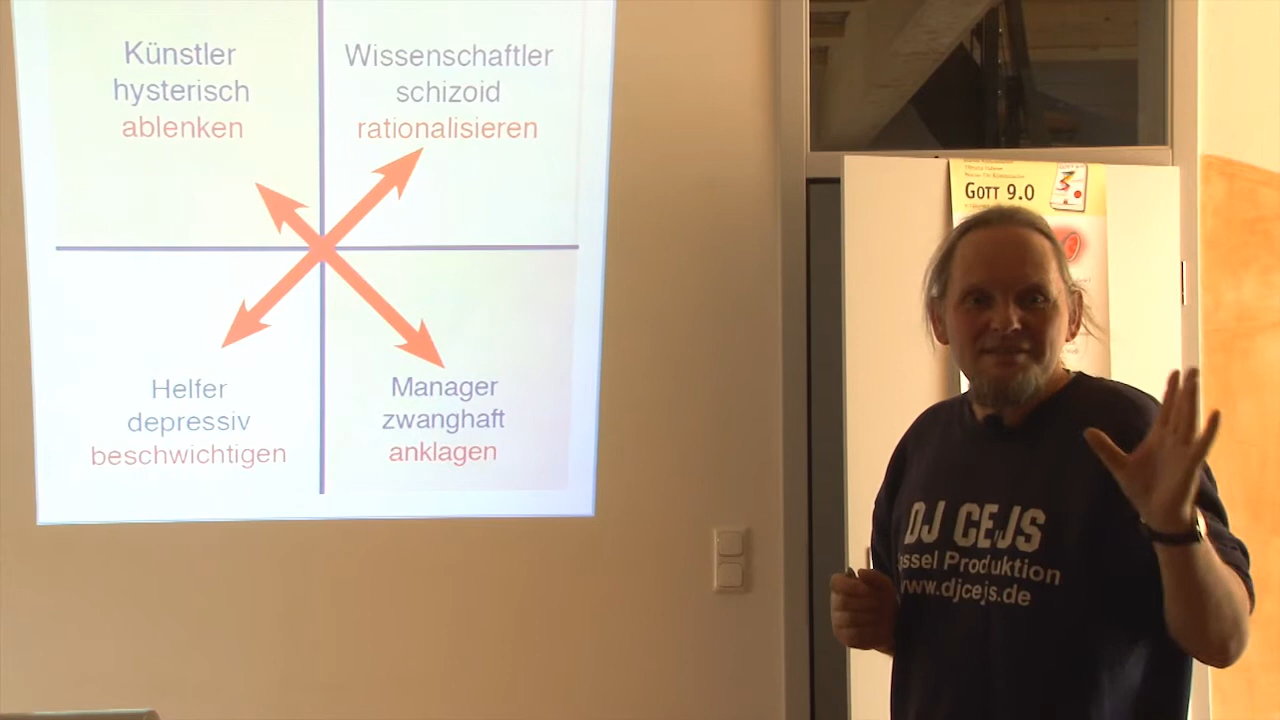 Künstler
hysterisch
ablenken
Wissenschaftler
schizoid
rationalisieren
Helfer
depressiv
beschwichtigen
Manager
zwanghaft
anklagen
GOTT 9.0
DJ CEJS
ssel Produktion
www.djcejs.de